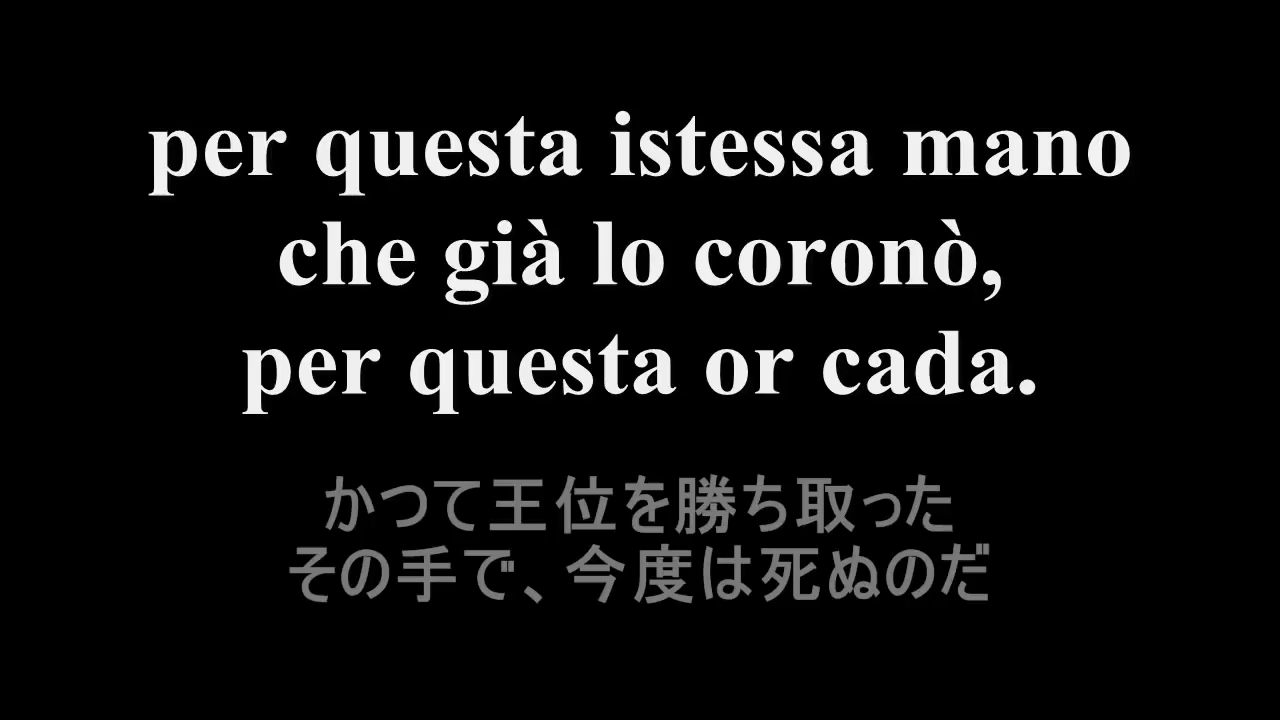 per questa istessa mano
che già lo coronò,
per questa or cada.
かつて王位を勝ち取った
その手で、今度は死ぬのだ